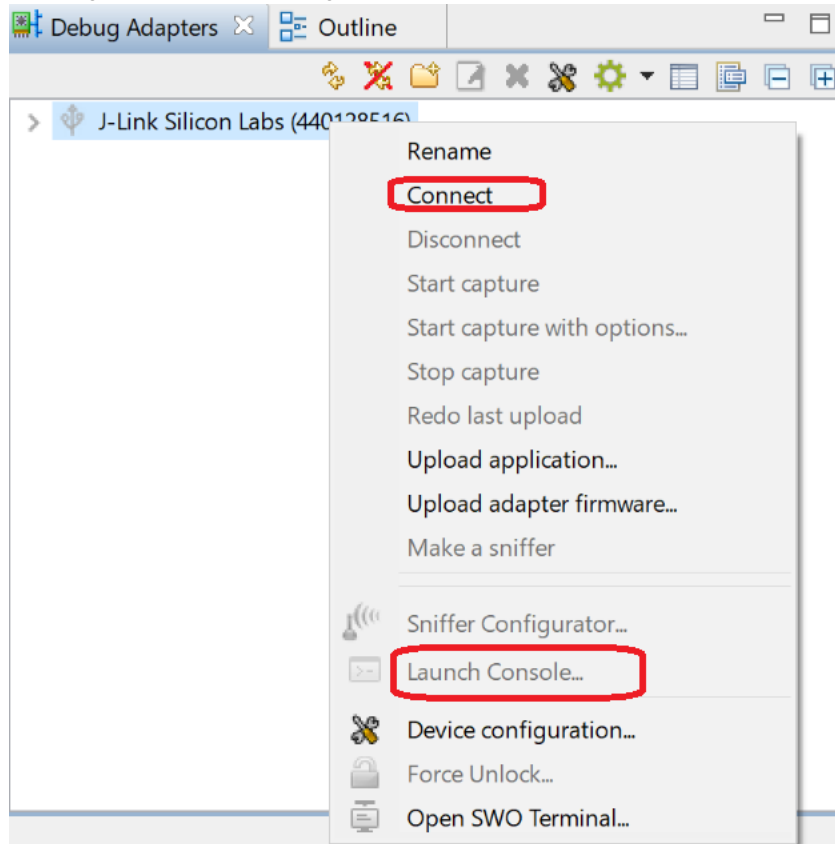 Debug Adapters Outline
J-Link Silicon Labs (440128516)
Rename
Connect
Disconnect
Start capture
Start capture with options...
Stop capture
Redo last upload
Upload application...
Upload adapter firmware...
Make a sniffer
Sniffer Configurator...
Launch Console...
Device configuration...
Force Unlock...
Open SWO Terminal...